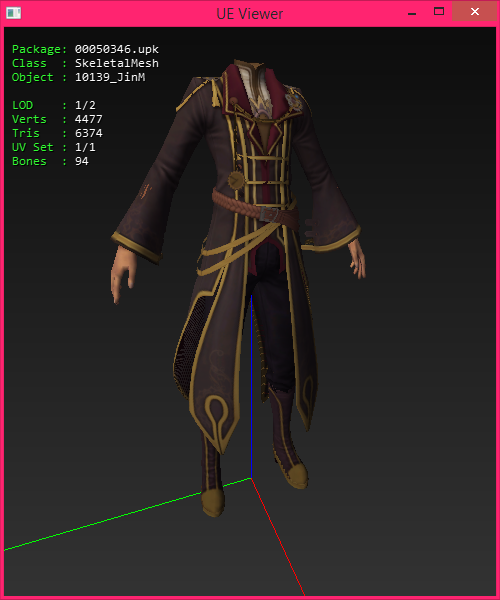 UE Viewer
Package: 00050346.upk
Class : SkeletalMesh
Object : 10139_JinM
LOD : 1/2
Verts : 4477
Tris : 6374
UV Set : 1/1
Bones : 94